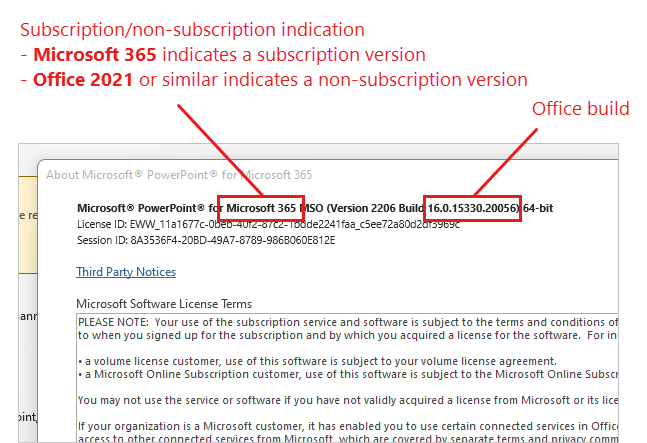 Subscription/non-subscription indication
- Microsoft 365 indicates a subscription version
- Office 2021 or similar indicates a non-subscription version
Office build
About Microsoft® PowerPoint® for Microsoft 365
Microsoft® PowerPoint® for Microsoft 365 MSO (Version 2206 Build 16.0.15330.20056) 64-bit
License ID: EWW_11a1677c-0beb-40f2-87c2-1bdde2241faa_c5ee72a80d2df3969c
Session ID: 8A3536F4-20BD-49A7-8789-986B060E812E
Third Party Notices
Microsoft Software License Terms
PLEASE NOTE: Your use of the subscription service and software is subject to the terms and conditions of
to when you signed up for the subscription and by which you acquired a license for the software. For in
• a volume license customer, use of this software is subject to your volume license agreement.
• a Microsoft Online Subscription customer, use of this software is subject to the Microsoft Online Subscr
You may not use the service or software if you have not validly acquired a license from Microsoft or its lice
If your organization is a Microsoft customer, it has enabled you to use certain connected services in Offic
access to other connected services from Microsoft, which are covered by separate terms and privacy comm